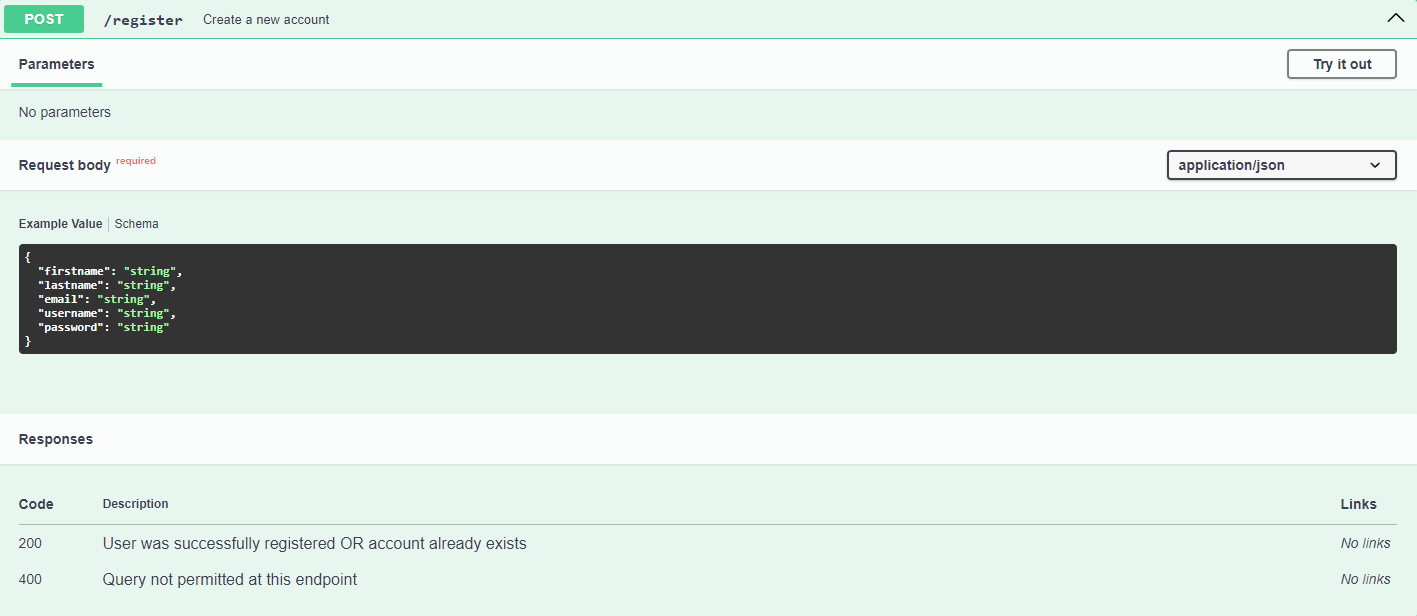 POST /register Create a new account
Parameters Try it out
No parameters
Request body required application/json
Example Value Schema
{
  "firstname": "string",
  "lastname": "string",
  "email": "string",
  "username": "string",
  "password": "string"
}
Responses
Code Description Links
200 User was successfully registered OR account already exists No links
400 Query not permitted at this endpoint No links